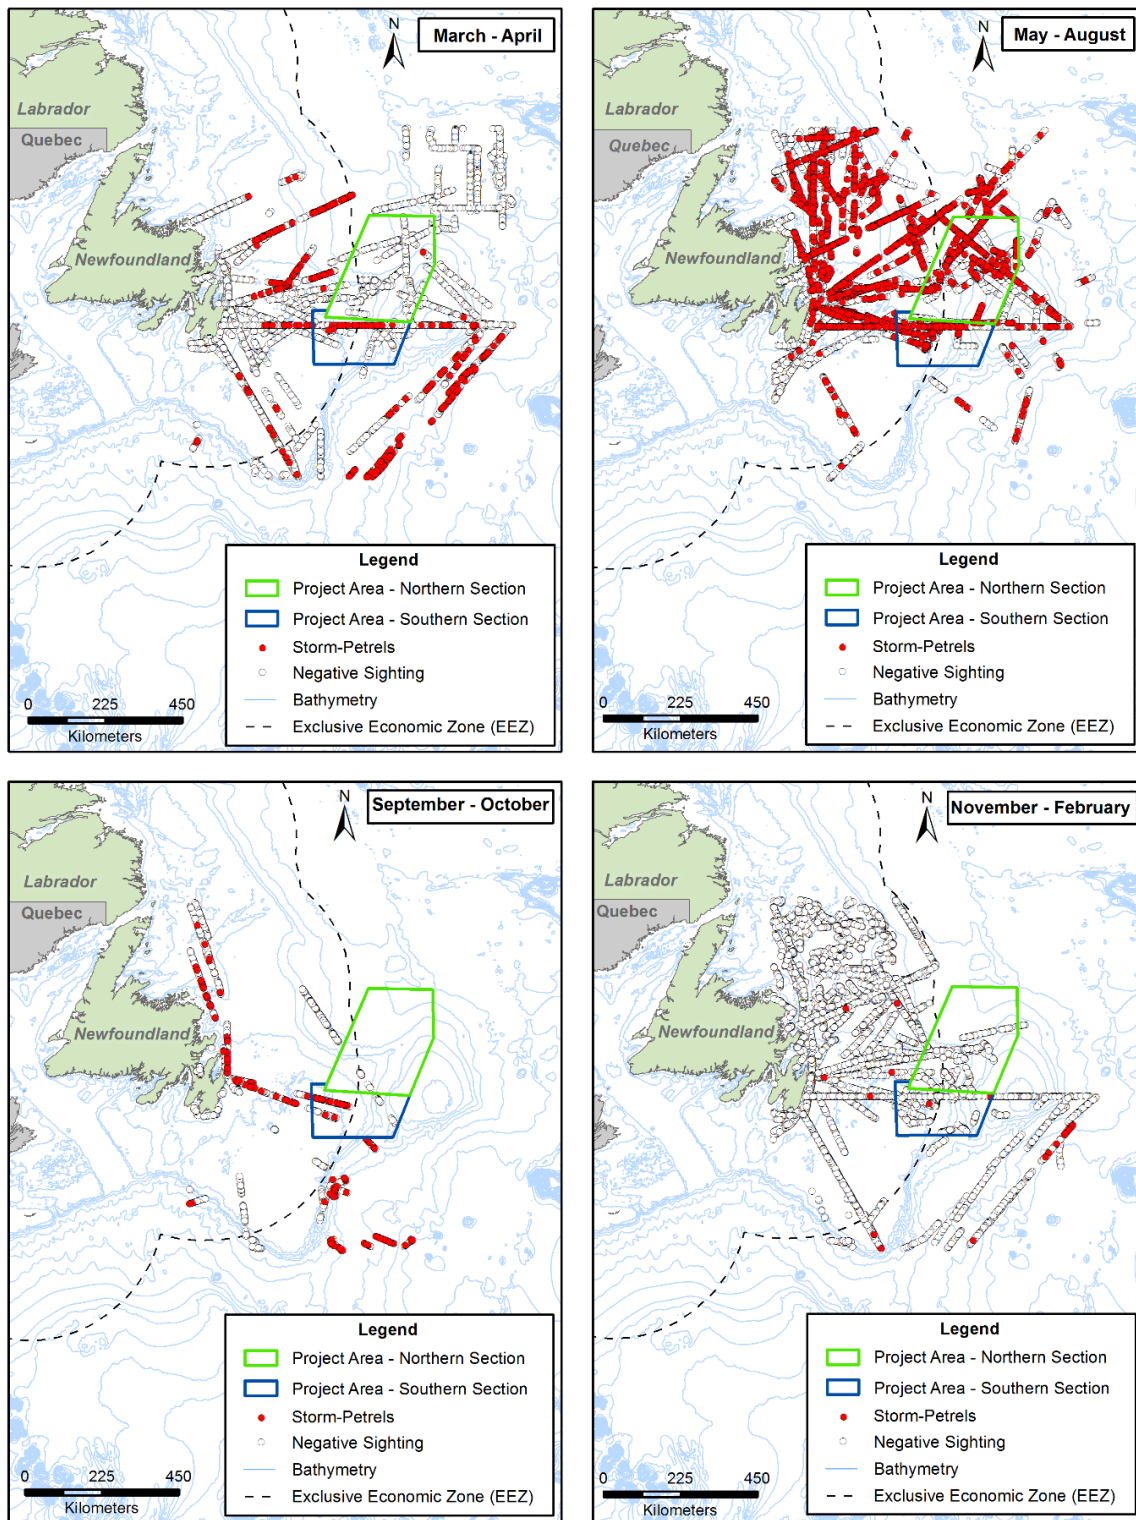 March - April
N
Labrador
Quebec
Newfoundland
Legend
Project Area - Northern Section
Project Area - Southern Section
Storm-Petrels
Negative Sighting
Bathymetry
Exclusive Economic Zone (EEZ)
0 225 450
Kilometers
May - August
N
Labrador
Quebec
Newfoundland
Legend
Project Area - Northern Section
Project Area - Southern Section
Storm-Petrels
Negative Sighting
Bathymetry
Exclusive Economic Zone (EEZ)
0 225 450
Kilometers
September - October
N
Labrador
Quebec
Newfoundland
Legend
Project Area - Northern Section
Project Area - Southern Section
Storm-Petrels
Negative Sighting
Bathymetry
Exclusive Economic Zone (EEZ)
0 225 450
Kilometers
November - February
N
Labrador
Quebec
Newfoundland
Legend
Project Area - Northern Section
Project Area - Southern Section
Storm-Petrels
Negative Sighting
Bathymetry
Exclusive Economic Zone (EEZ)
0 225 450
Kilometers